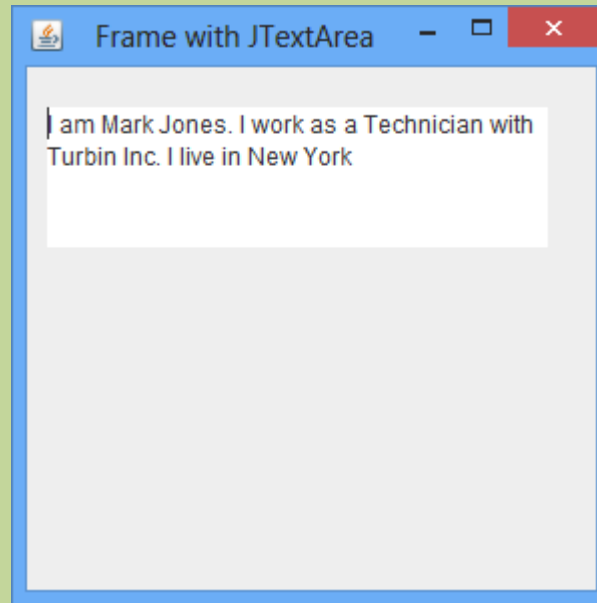 Frame with JTextArea
I am Mark Jones. I work as a Technician with
Turbin Inc. I live in New York